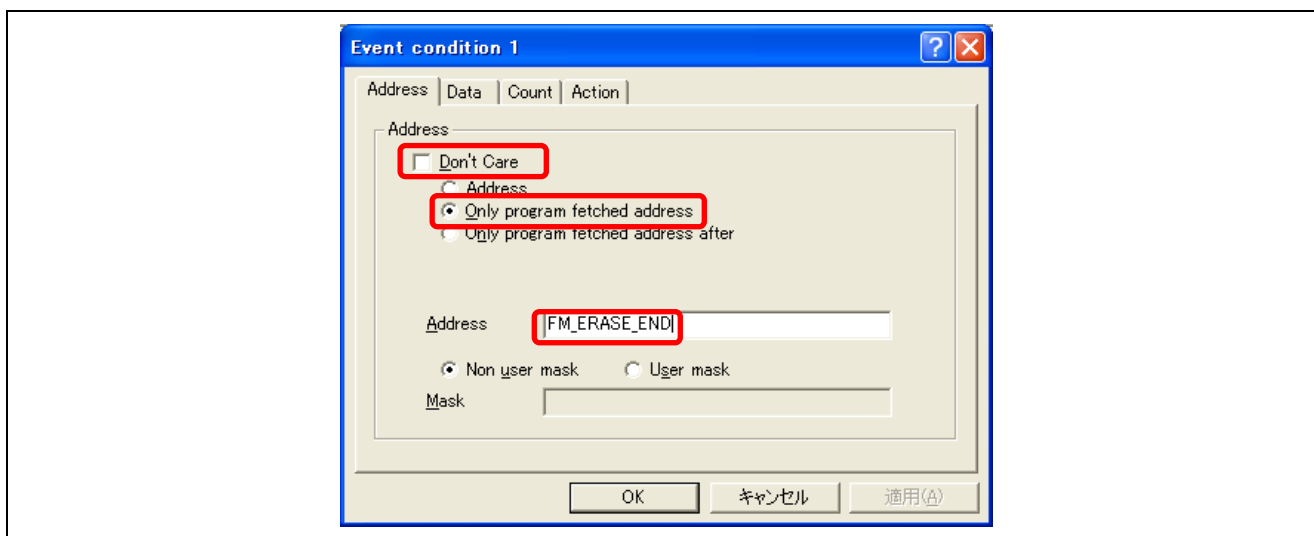 Event condition 1
Address Data Count Action
Address
Don't Care
Address
Only program fetched address
Only program fetched address after
Address FM_ERASE_END
Non user mask User mask
Mask
OK キャンセル 適用(A)